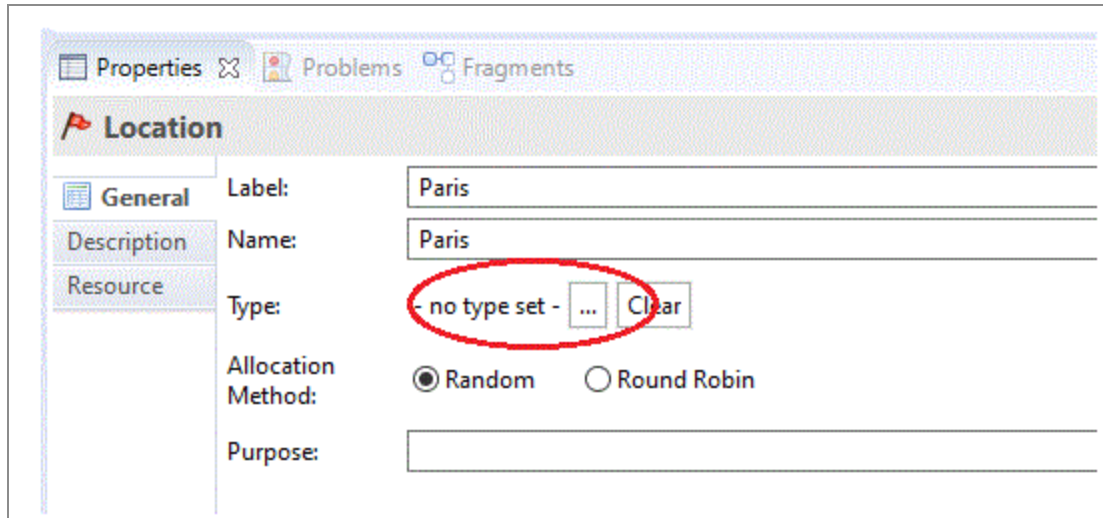 Properties Problems Fragments
Location
General
Description
Resource
Label: Paris
Name: Paris
Type: - no type set - ... Clear
Allocation
Method: Random Round Robin
Purpose: